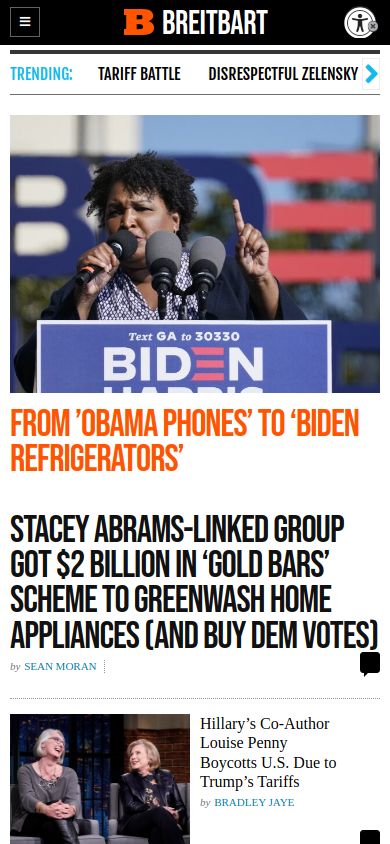 B BREITBART
TRENDING:
TARIFF BATTLE
DISRESPECTFUL ZELENSKY
BIDE
Text GA to 30330
BIDEN
HARRIS
FROM ’OBAMA PHONES’ TO ‘BIDEN
REFRIGERATORS’
STACEY ABRAMS-LINKED GROUP
GOT $2 BILLION IN ‘GOLD BARS’
SCHEME TO GREENWASH HOME
APPLIANCES (AND BUY DEM VOTES)
by SEAN MORAN
Hillary’s Co-Author
Louise Penny
Boycotts U.S. Due to
Trump’s Tariffs
by BRADLEY JAYE